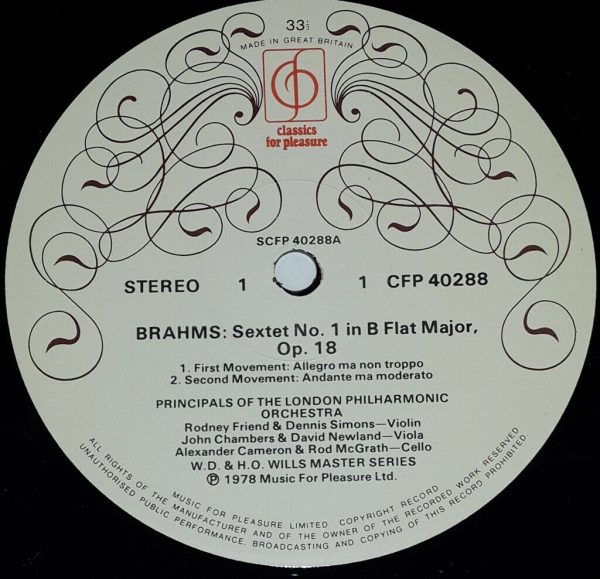 33⅓
MADE IN GREAT BRITAIN
classics
for pleasure
SCFP 40288A
STEREO 1 1 CFP 40288
BRAHMS: Sextet No. 1 in B Flat Major,
Op. 18
1. First Movement: Allegro ma non troppo
2. Second Movement: Andante ma moderato
PRINCIPALS OF THE LONDON PHILHARMONIC
ORCHESTRA
Rodney Friend & Dennis Simons—Violin
John Chambers & David Newland—Viola
Alexander Cameron & Rod McGrath—Cello
W.D. & H.O. WILLS MASTER SERIES
Ⓟ 1978 Music For Pleasure Ltd.
MUSIC FOR PLEASURE LIMITED. COPYRIGHT RECORD
ALL RIGHTS OF THE MANUFACTURER AND OF THE OWNER OF THE RECORDED WORK RESERVED
UNAUTHORISED PUBLIC PERFORMANCE, BROADCASTING AND COPYING OF THIS RECORD PROHIBITED